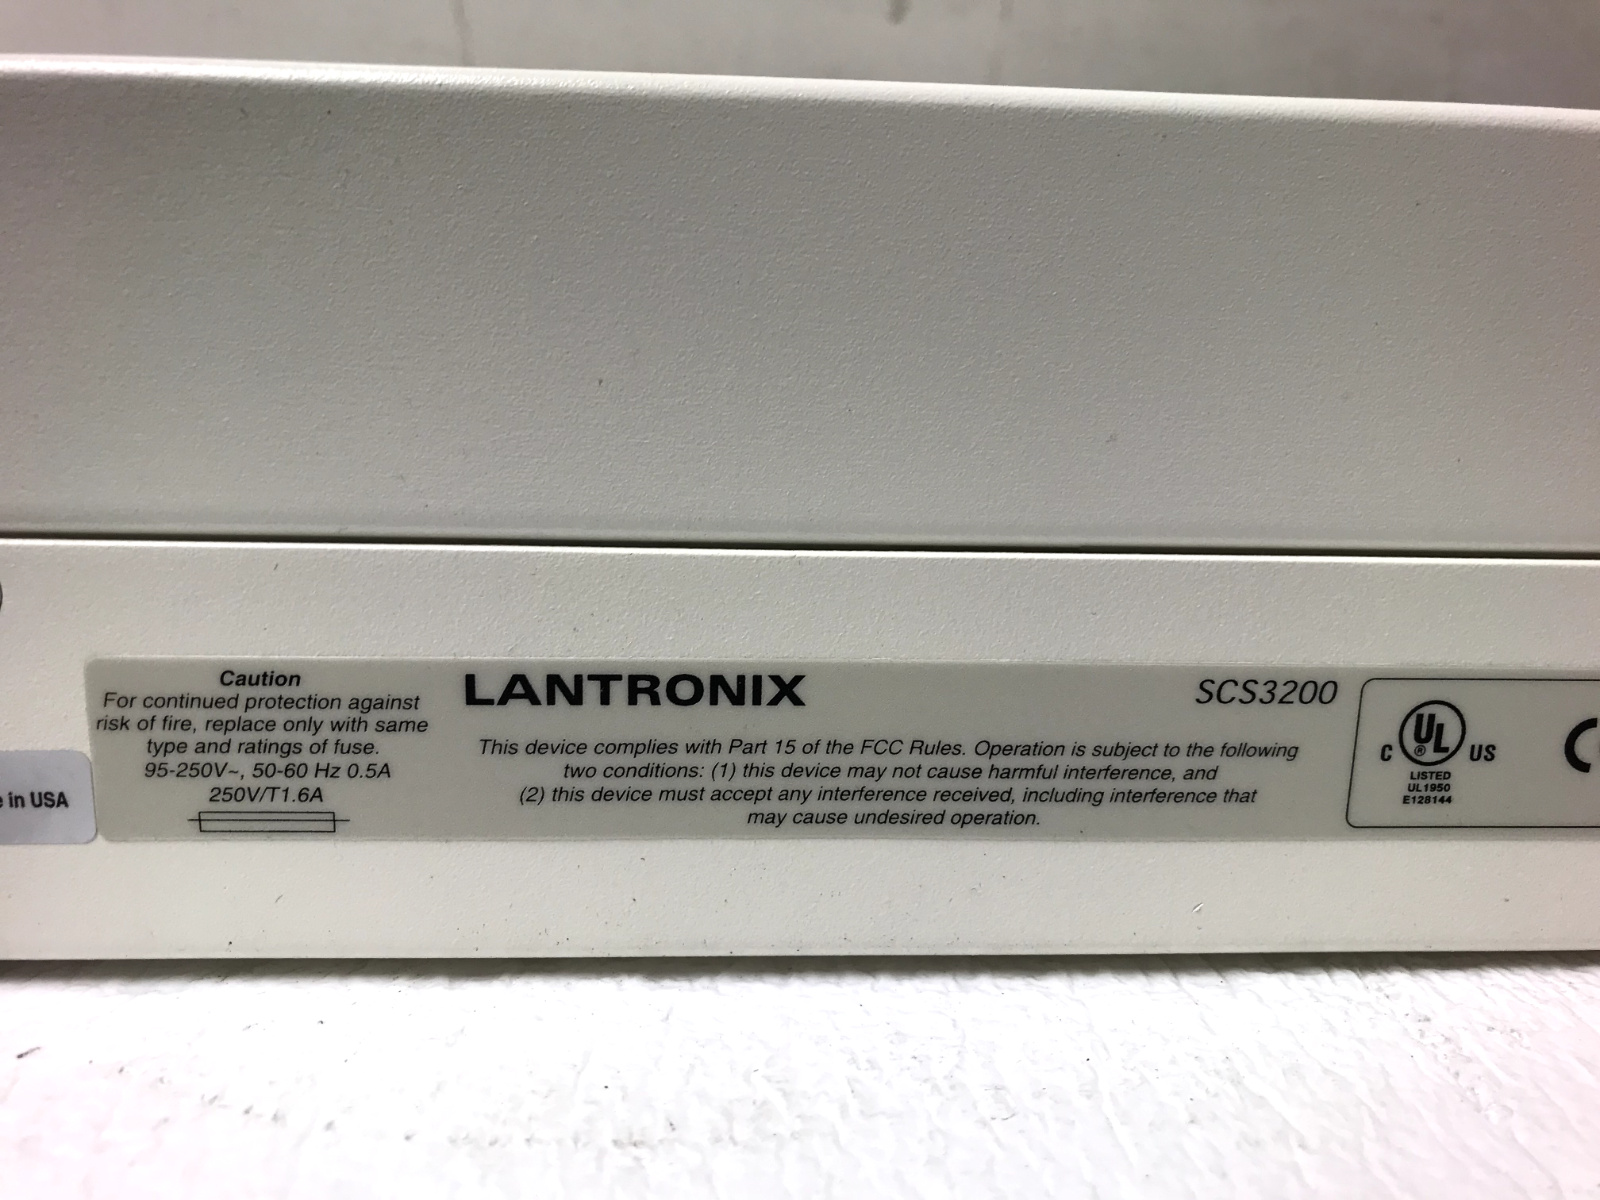 Caution
For continued protection against
risk of fire, replace only with same
type and ratings of fuse.
95-250V~, 50-60 Hz 0.5A
250V/T1.6A
in USA
LANTRONIX
SCS3200
This device complies with Part 15 of the FCC Rules. Operation is subject to the following
two conditions: (1) this device may not cause harmful interference, and
(2) this device must accept any interference received, including interference that
may cause undesired operation.
C UL ® US
LISTED
UL1950
E128144